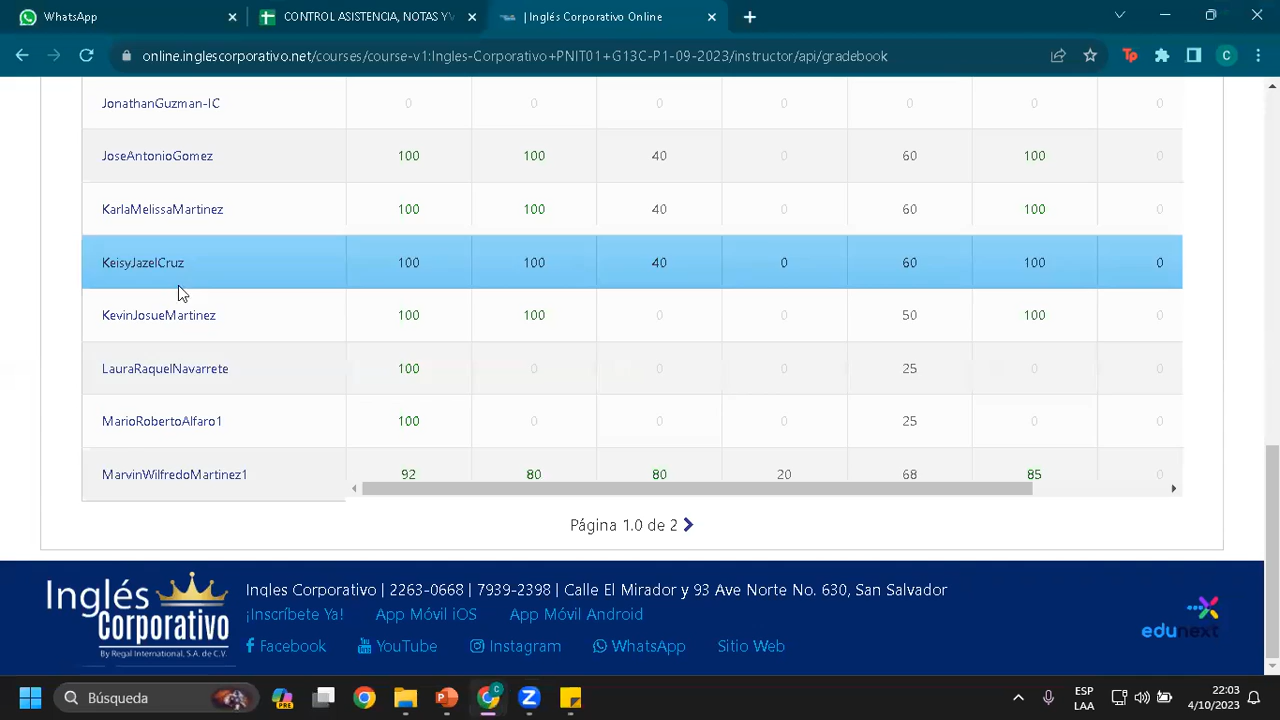 WhatsApp
CONTROL ASISTENCIA, NOTAS YV
| Inglés Corporativo Online
online.inglescorporativo.net/courses/course-v1:Ingles-Corporativo+PNIT01+G13C-P1-09-2023/instructor/api/gradebook
C
JonathanGuzman-IC 0 0 0 0 0 0 0
JoseAntonioGomez 100 100 40 0 60 100 0
KarlaMelissaMartinez 100 100 40 0 60 100 0
KeisyJazelCruz 100 100 40 0 60 100 0
KevinJosueMartinez 100 100 0 0 50 100 0
LauraRaquelNavarrete 100 0 0 0 25 0 0
MarioRobertoAlfaro1 100 0 0 0 25 0 0
MarvinWilfredoMartinez1 92 80 80 20 68 85 0
Página 1.0 de 2
Inglés
Corporativo
By Regal International, S.A. de C.V.
Ingles Corporativo | 2263-0668 | 7939-2398 | Calle El Mirador y 93 Ave Norte No. 630, San Salvador
¡Inscríbete Ya! App Móvil iOS App Móvil Android
Facebook YouTube Instagram WhatsApp Sitio Web
edunext
Búsqueda
PRE
C
ESP
LAA
22:03
4/10/2023